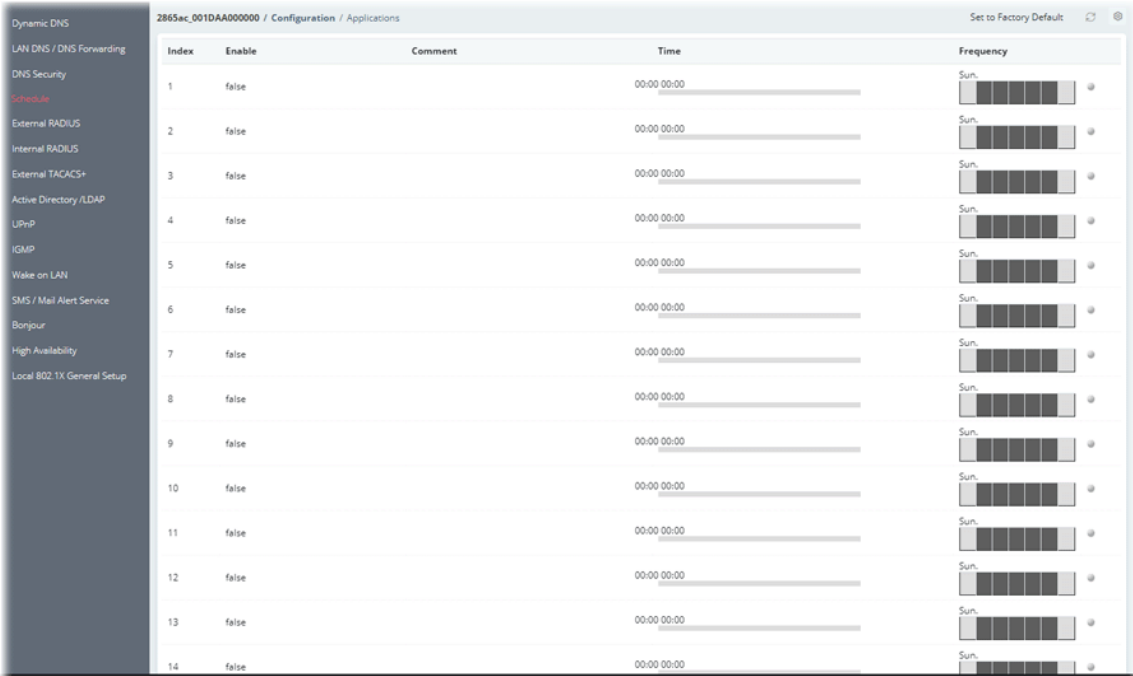 Dynamic DNS
LAN DNS / DNS Forwarding
DNS Security
Schedule
External RADIUS
Internal RADIUS
External TACACS+
Active Directory /LDAP
UPnP
IGMP
Wake on LAN
SMS / Mail Alert Service
Bonjour
High Availability
Local 802.1X General Setup
2865ac_001DAA000000 / Configuration / Applications Set to Factory Default
Index Enable Comment Time Frequency
1 false 00:00 00:00 Sun.
2 false 00:00 00:00 Sun.
3 false 00:00 00:00 Sun.
4 false 00:00 00:00 Sun.
5 false 00:00 00:00 Sun.
6 false 00:00 00:00 Sun.
7 false 00:00 00:00 Sun.
8 false 00:00 00:00 Sun.
9 false 00:00 00:00 Sun.
10 false 00:00 00:00 Sun.
11 false 00:00 00:00 Sun.
12 false 00:00 00:00 Sun.
13 false 00:00 00:00 Sun.
14 false 00:00 00:00 Sun.